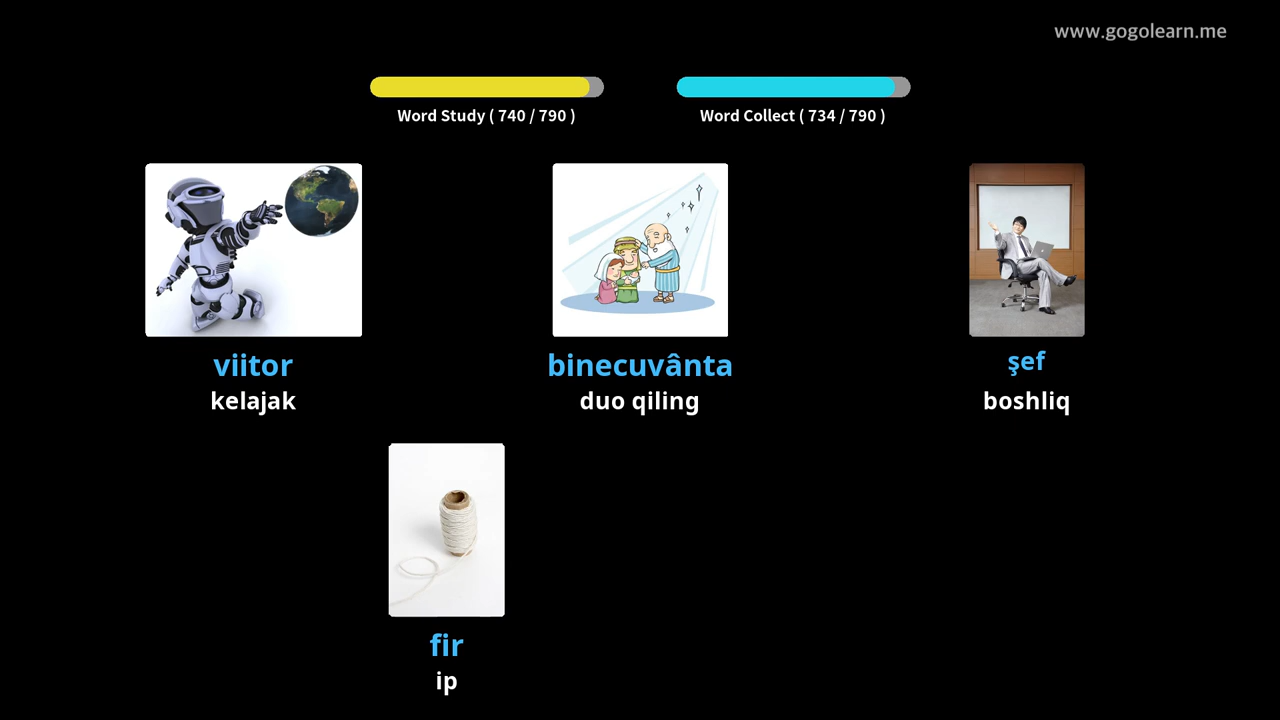 www.gogolearn.me
Word Study ( 740 / 790 )
Word Collect ( 734 / 790 )
viitor
kelajak
binecuvânta
duo qiling
şef
boshliq
fir
ip